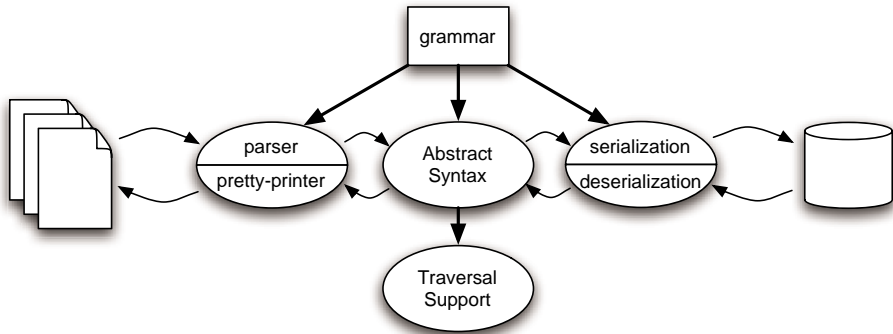 grammar
parser
pretty-printer
Abstract
Syntax
serialization
deserialization
Traversal
Support